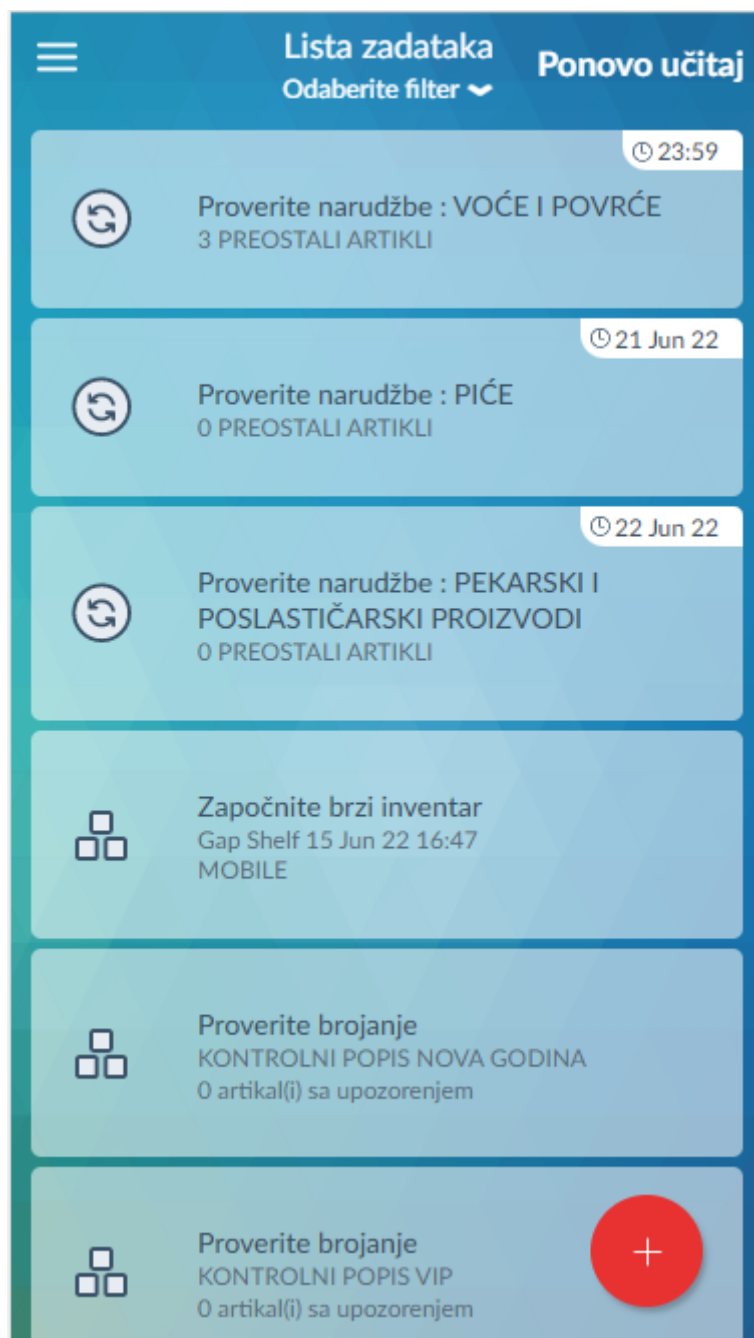 Lista zadataka
Odaberite filter
Ponovo učitaj
23:59
Proverite narudžbe : VOĆE I POVRĆE
3 PREOSTALI ARTIKLI
21 Jun 22
Proverite narudžbe : PIĆE
0 PREOSTALI ARTIKLI
22 Jun 22
Proverite narudžbe : PEKARSKI I
POSLASTIČARSKI PROIZVODI
0 PREOSTALI ARTIKLI
Započnite brzi inventar
Gap Shelf 15 Jun 22 16:47
MOBILE
Proverite brojanje
KONTROLNI POPIS NOVA GODINA
0 artikal(i) sa upozorenjem
Proverite brojanje
KONTROLNI POPIS VIP
0 artikal(i) sa upozorenjem